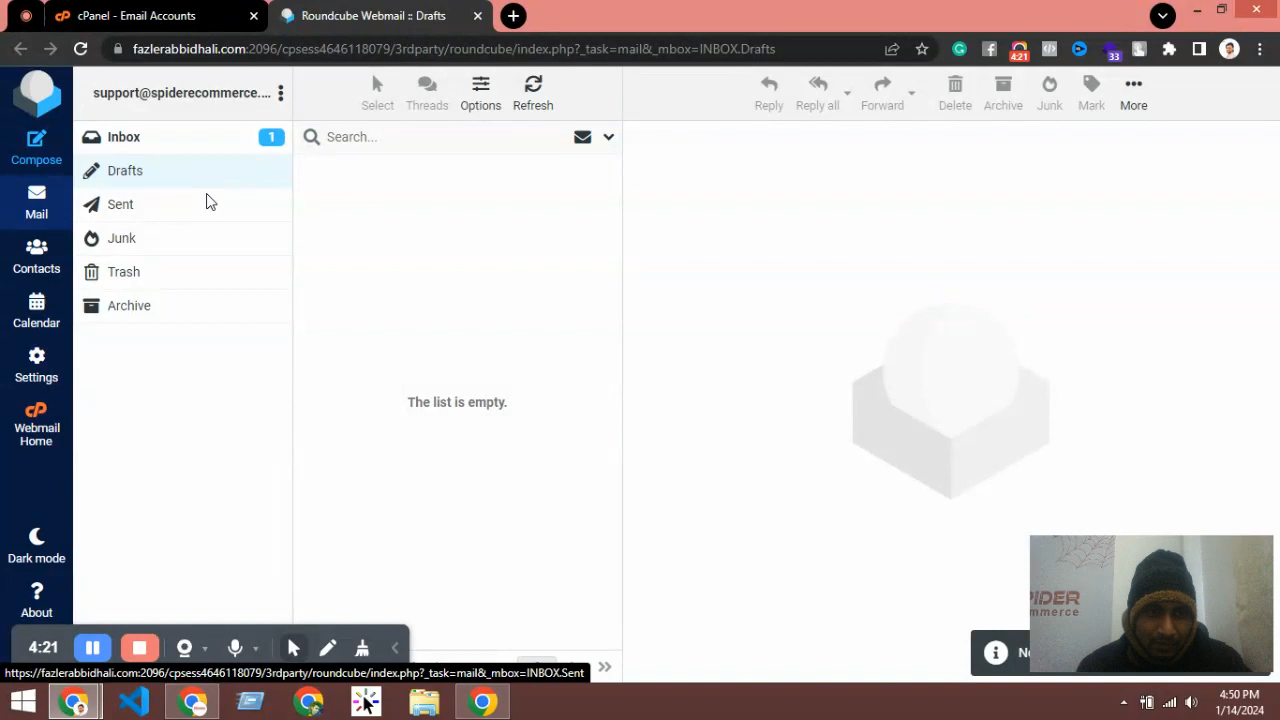 cPanel - Email Accounts
Roundcube Webmail :: Drafts
fazlerabbidhali.com:2096/cpsess4646118079/3rdparty/roundcube/index.php?_task=mail&_mbox=INBOX.Drafts
4:21
33
support@spiderecommerce....
Select
Threads
Options
Refresh
Reply
Reply all
Forward
Delete
Archive
Junk
Mark
More
Compose
Mail
Contacts
Calendar
Settings
cP
Webmail
Home
Dark mode
About
Inbox
1
Drafts
Sent
Junk
Trash
Archive
Search...
The list is empty.
4:21
https://fazlerabbidhali.com:2096/cpsess4646118079/3rdparty/roundcube/index.php?_task=mail&_mbox=INBOX.Sent
4:50 PM
1/14/2024